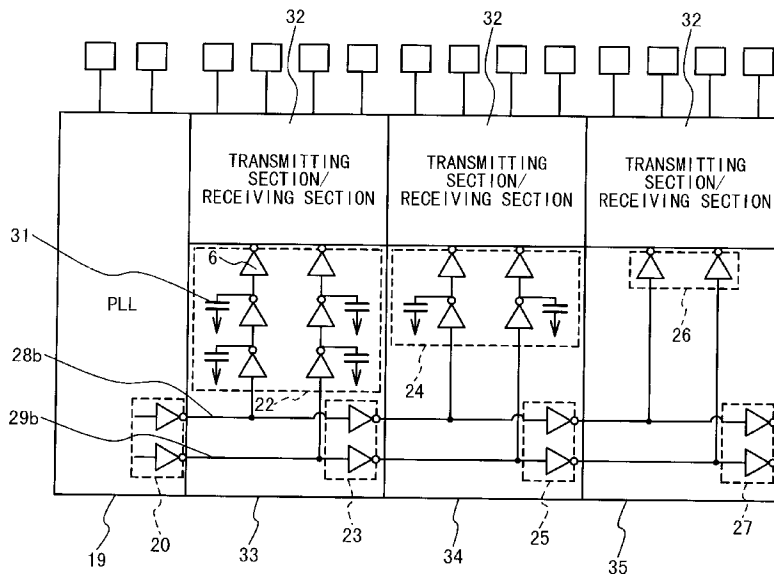 32
32
32
TRANSMITTING
SECTION/
RECEIVING SECTION
TRANSMITTING
SECTION/
RECEIVING SECTION
TRANSMITTING
SECTION/
RECEIVING SECTION
31
6
PLL
26
28b
22
24
29b
19
20
33
23
34
25
35
27